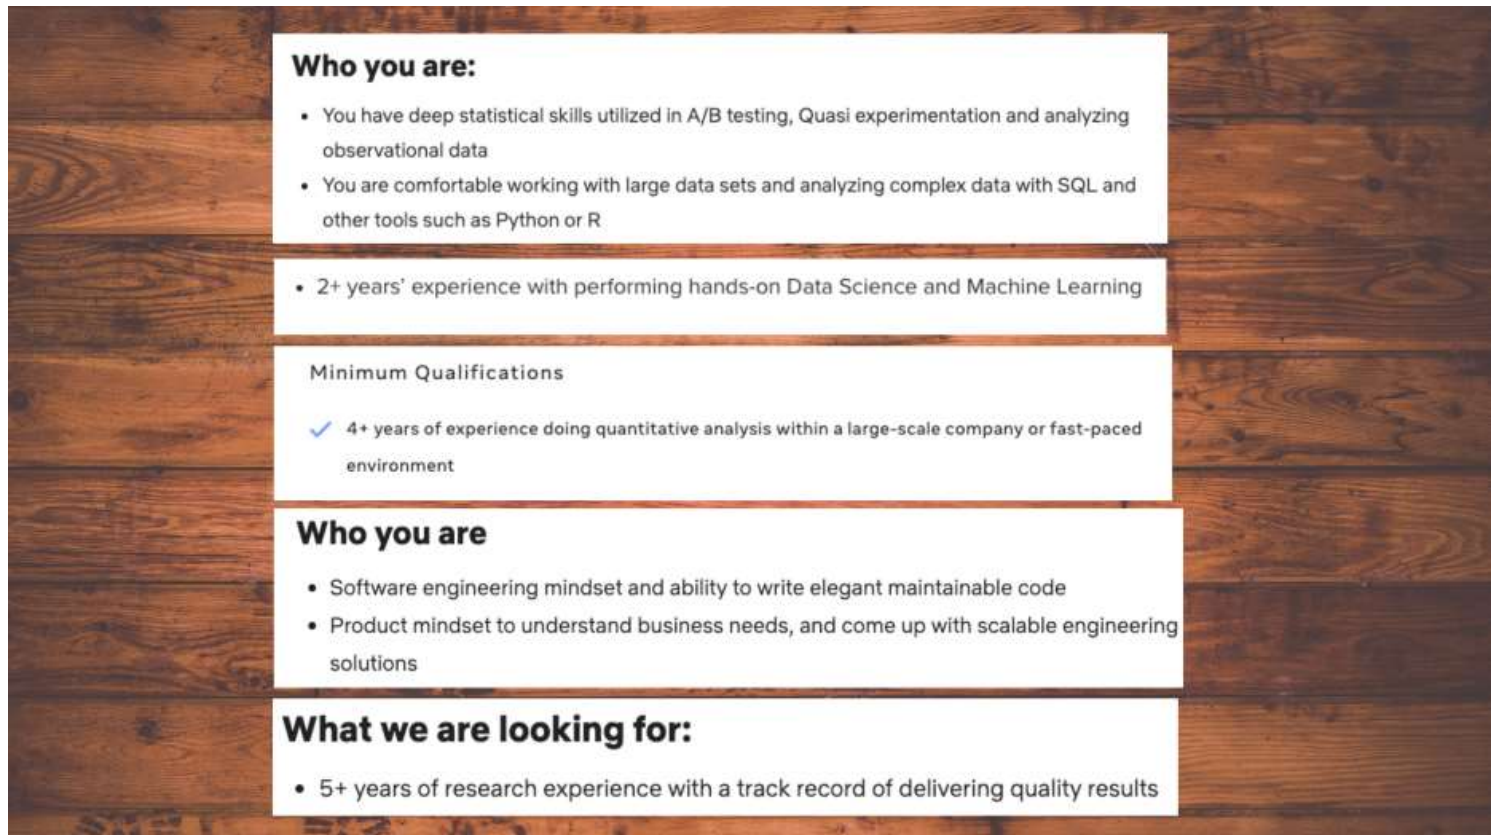 Who you are:
• You have deep statistical skills utilized in A/B testing, Quasi experimentation and analyzing
observational data
• You are comfortable working with large data sets and analyzing complex data with SQL and
other tools such as Python or R
• 2+ years’ experience with performing hands-on Data Science and Machine Learning
Minimum Qualifications
4+ years of experience doing quantitative analysis within a large-scale company or fast-paced
environment
Who you are
• Software engineering mindset and ability to write elegant maintainable code
• Product mindset to understand business needs, and come up with scalable engineering
solutions
What we are looking for:
• 5+ years of research experience with a track record of delivering quality results